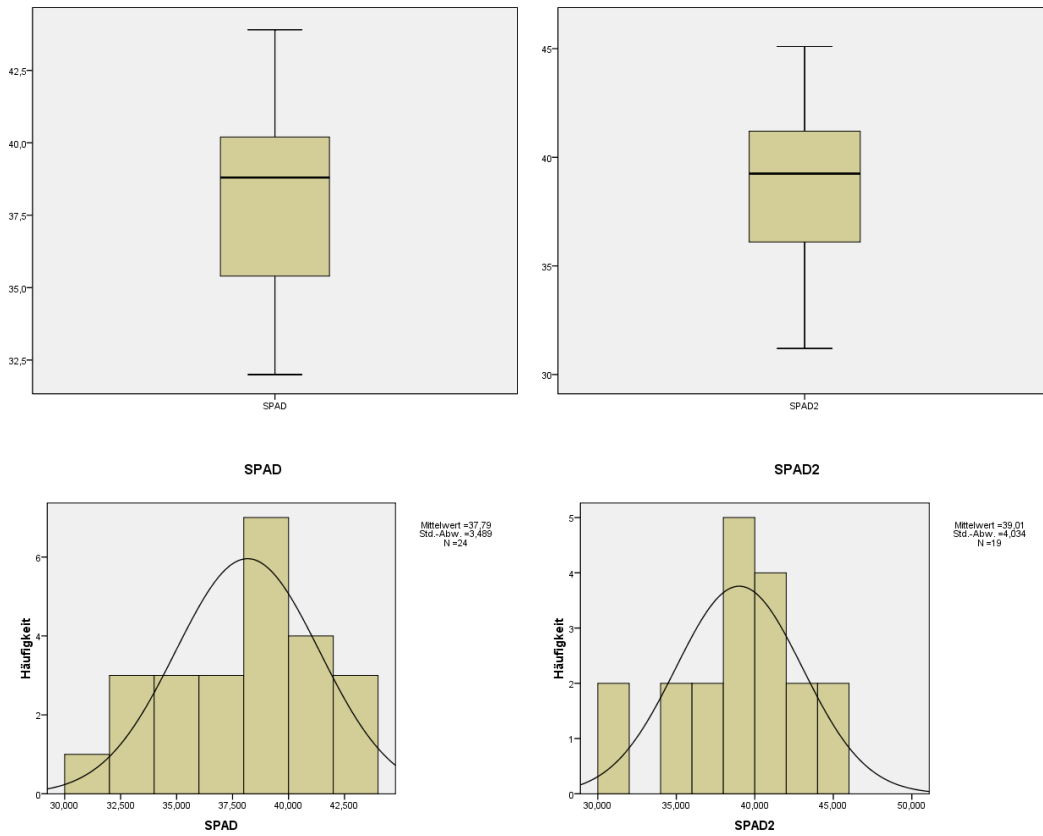 42,5
40,0
37,5
35,0
32,5
SPAD
45
40
35
30
SPAD2
SPAD
Mittelwert =37,79
Std.-Abw. =3,489
N =24
Häufigkeit
6
4
2
0
30,000 32,500 35,000 37,500 40,000 42,500
SPAD
SPAD2
Mittelwert =39,01
Std.-Abw. =4,034
N =19
Häufigkeit
5
4
3
2
1
0
30,000 35,000 40,000 45,000 50,000
SPAD2